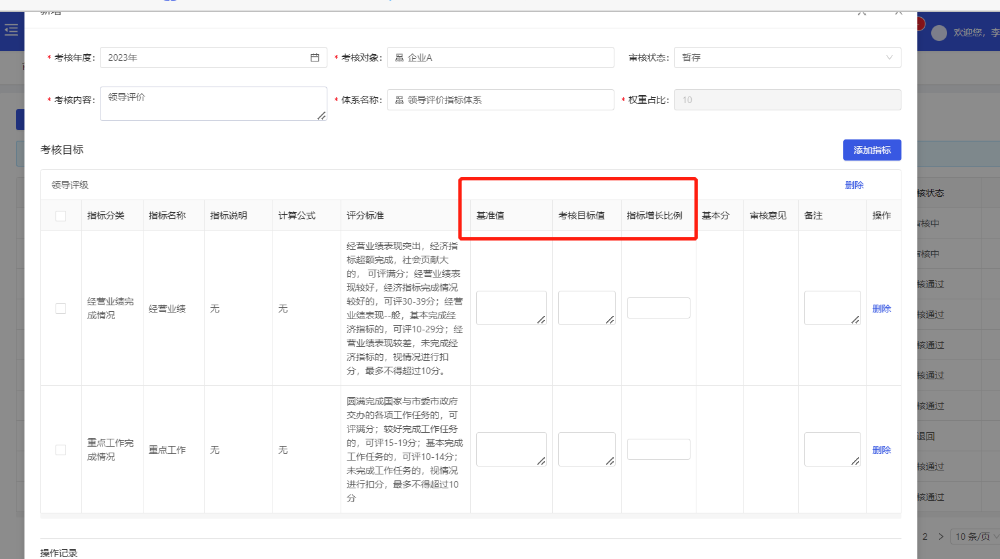 新增
欢迎您，李
* 考核年度：
2023年
* 考核对象：
企业A
审核状态：
暂存
* 考核内容：
领导评价
* 体系名称：
领导评价指标体系
* 权重占比：
10
考核目标
添加指标
领导评级
删除
指标分类
指标名称
指标说明
计算公式
评分标准
基准值
考核目标值
指标增长比例
基本分
审核意见
备注
操作
经营业绩完
成情况
经营业绩
无
无
经营业绩表现突出，经济指
标超额完成，社会页献大
的， 可评满分；经营业绩表
现较好，经济指标完成情况
较好的，可评30-39分；经营
业绩表现--般，基本完成经
济指标的，可评10-29分；经
营业绩表现较差，未完成经
济指标的，视情况进行扣
分，最多不得超过10分。
删除
重点工作完
成情况
重点工作
无
无
圆满完成国家与市委市政府
交办的各项工作任务的，可
评满分；较好完成工作任务
的，可评15-19分；基本完成
工作任务的，可评10-14分；
未完成工作任务的，视情况
进行扣分，最多不得超过10
分
删除
操作记录
核状态
审核中
审核中
核通过
核通过
核通过
核通过
核通过
退回
核通过
核通过
2 > 10 条/页